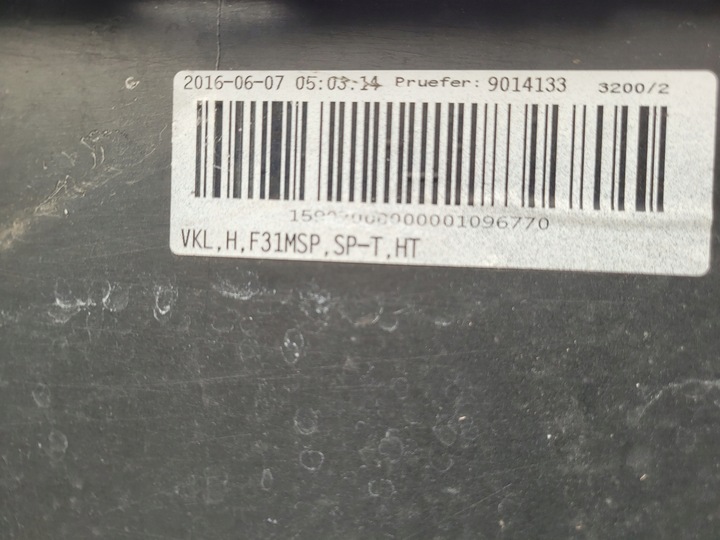 2016-06-07 05:03:14 Pruefer: 9014133 3200/2
VKL,H,F31MSP,SP-T,HT